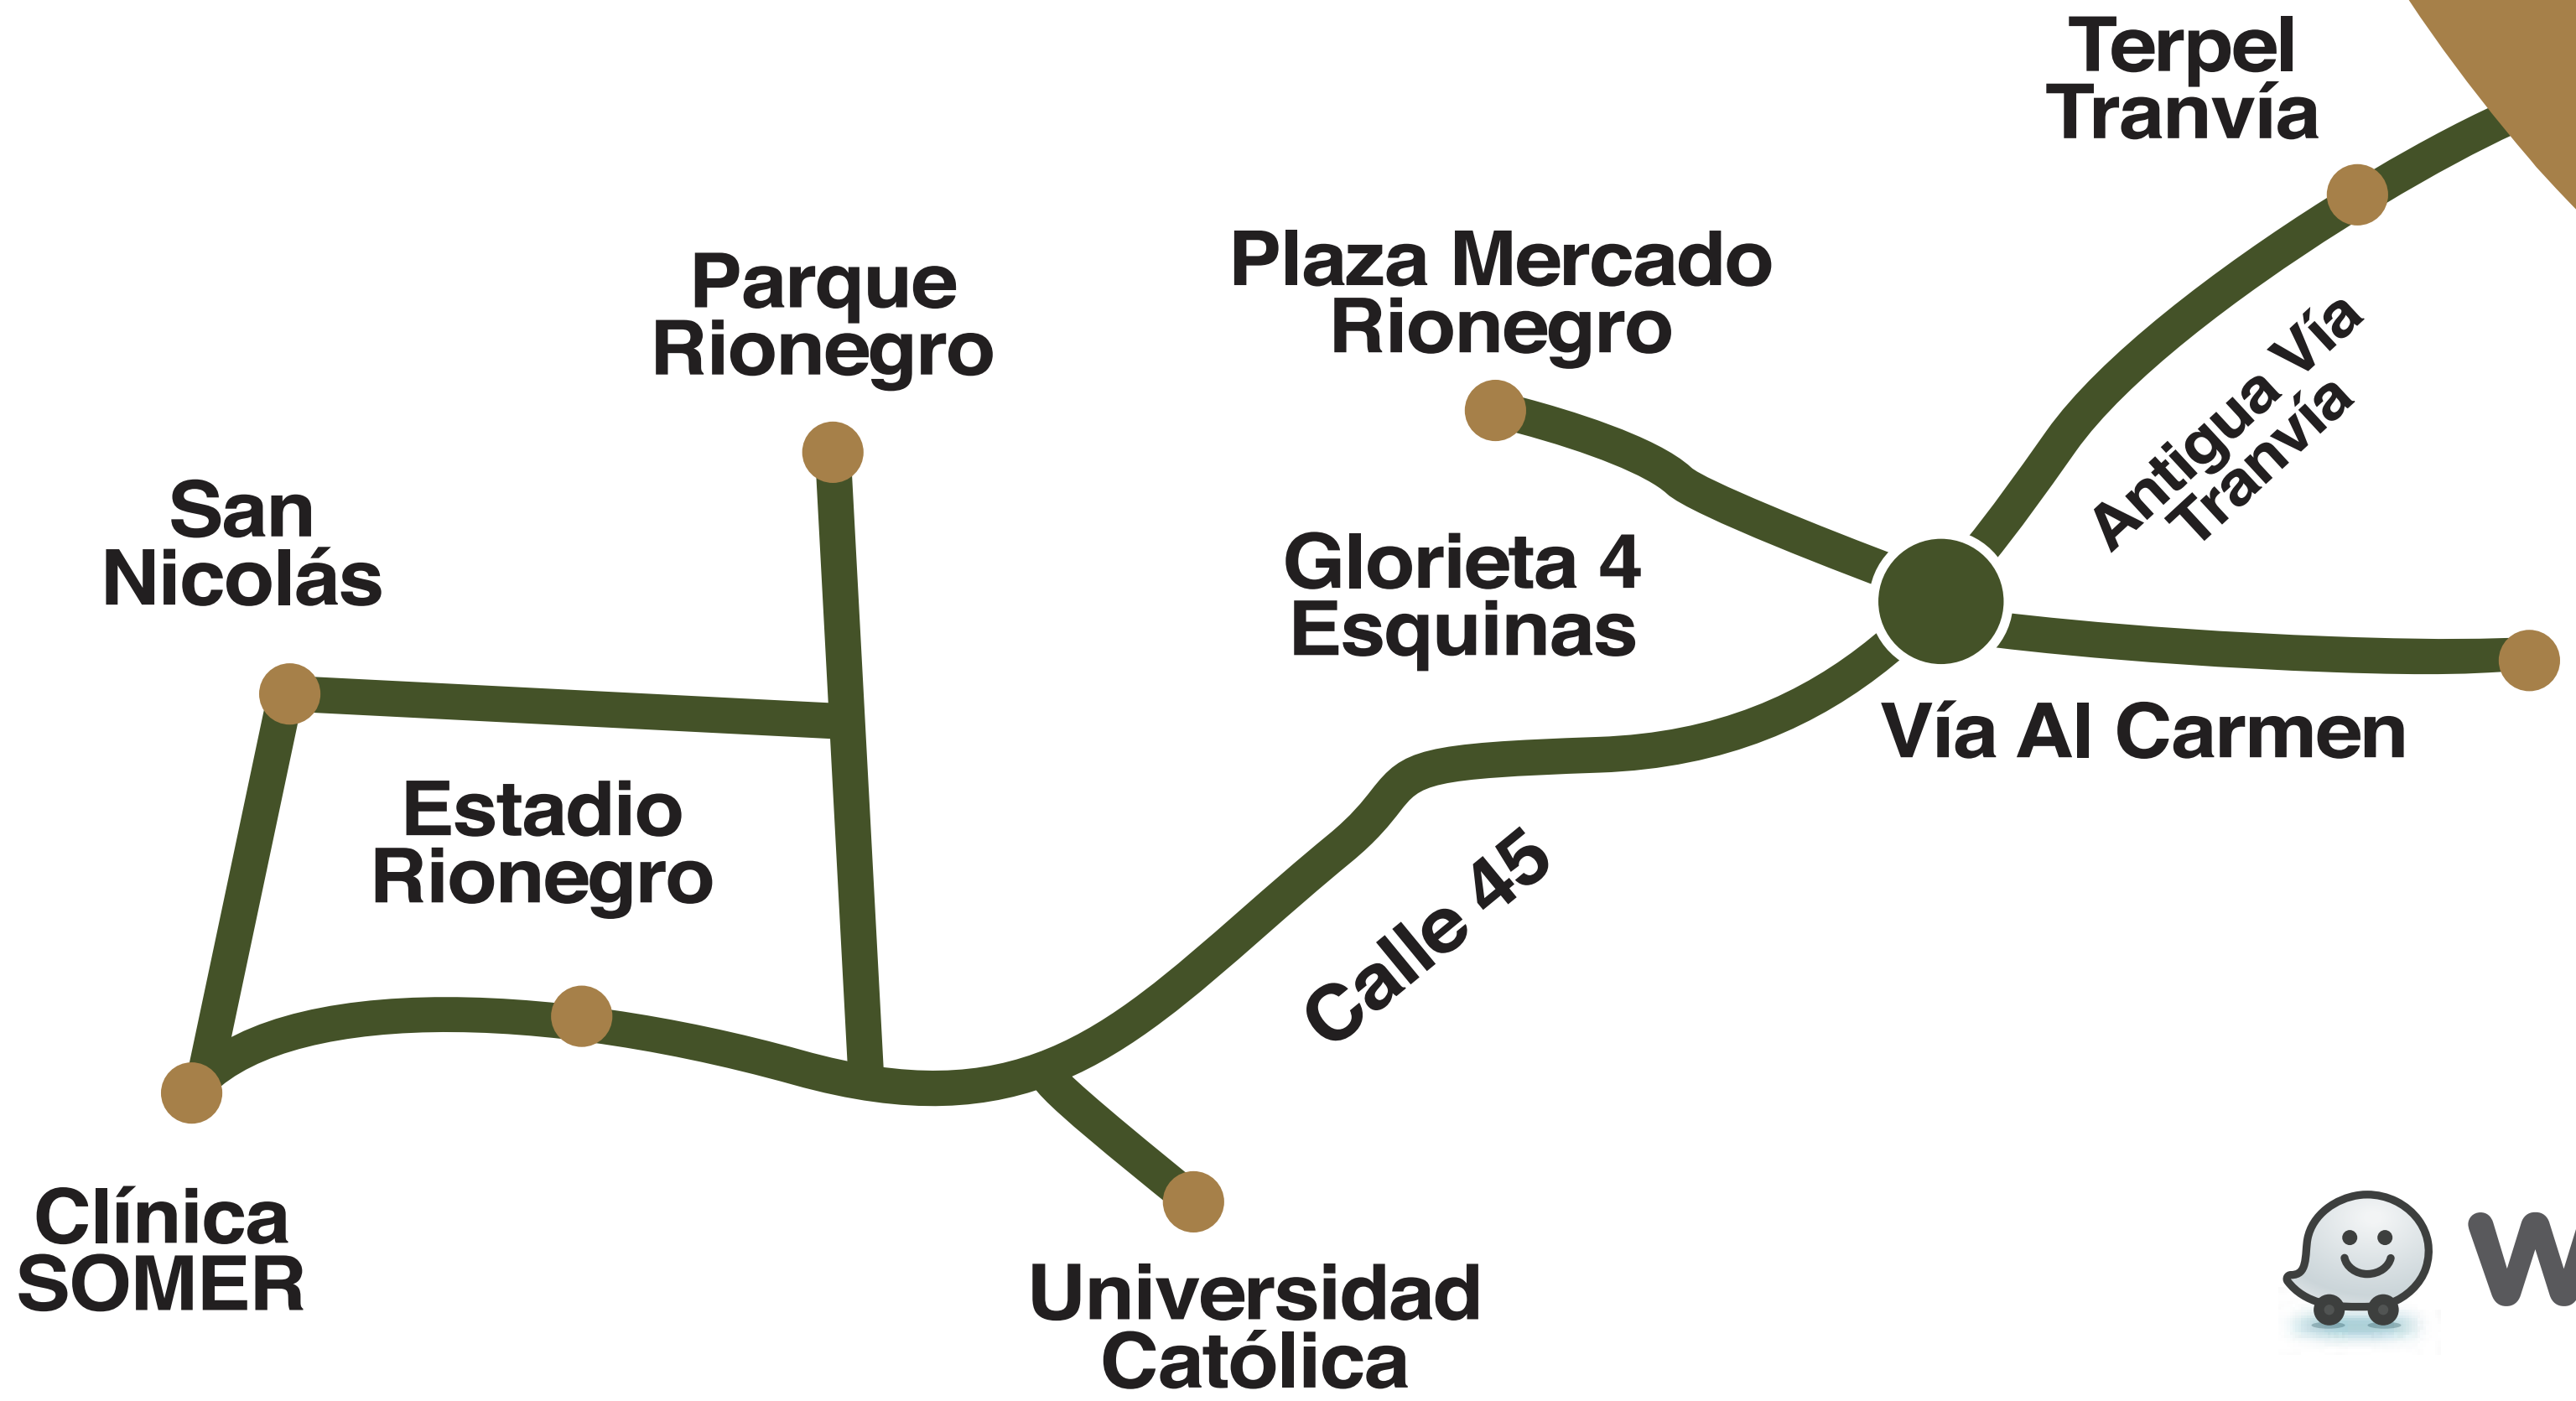 Terpel
Tranvía
Plaza Mercado
Rionegro
Parque
Rionegro
Antigua Vía
Tranvía
San
Nicolás
Glorieta 4
Esquinas
Vía Al Carmen
Estadio
Rionegro
Calle 45
Clínica
SOMER
Universidad
Católica